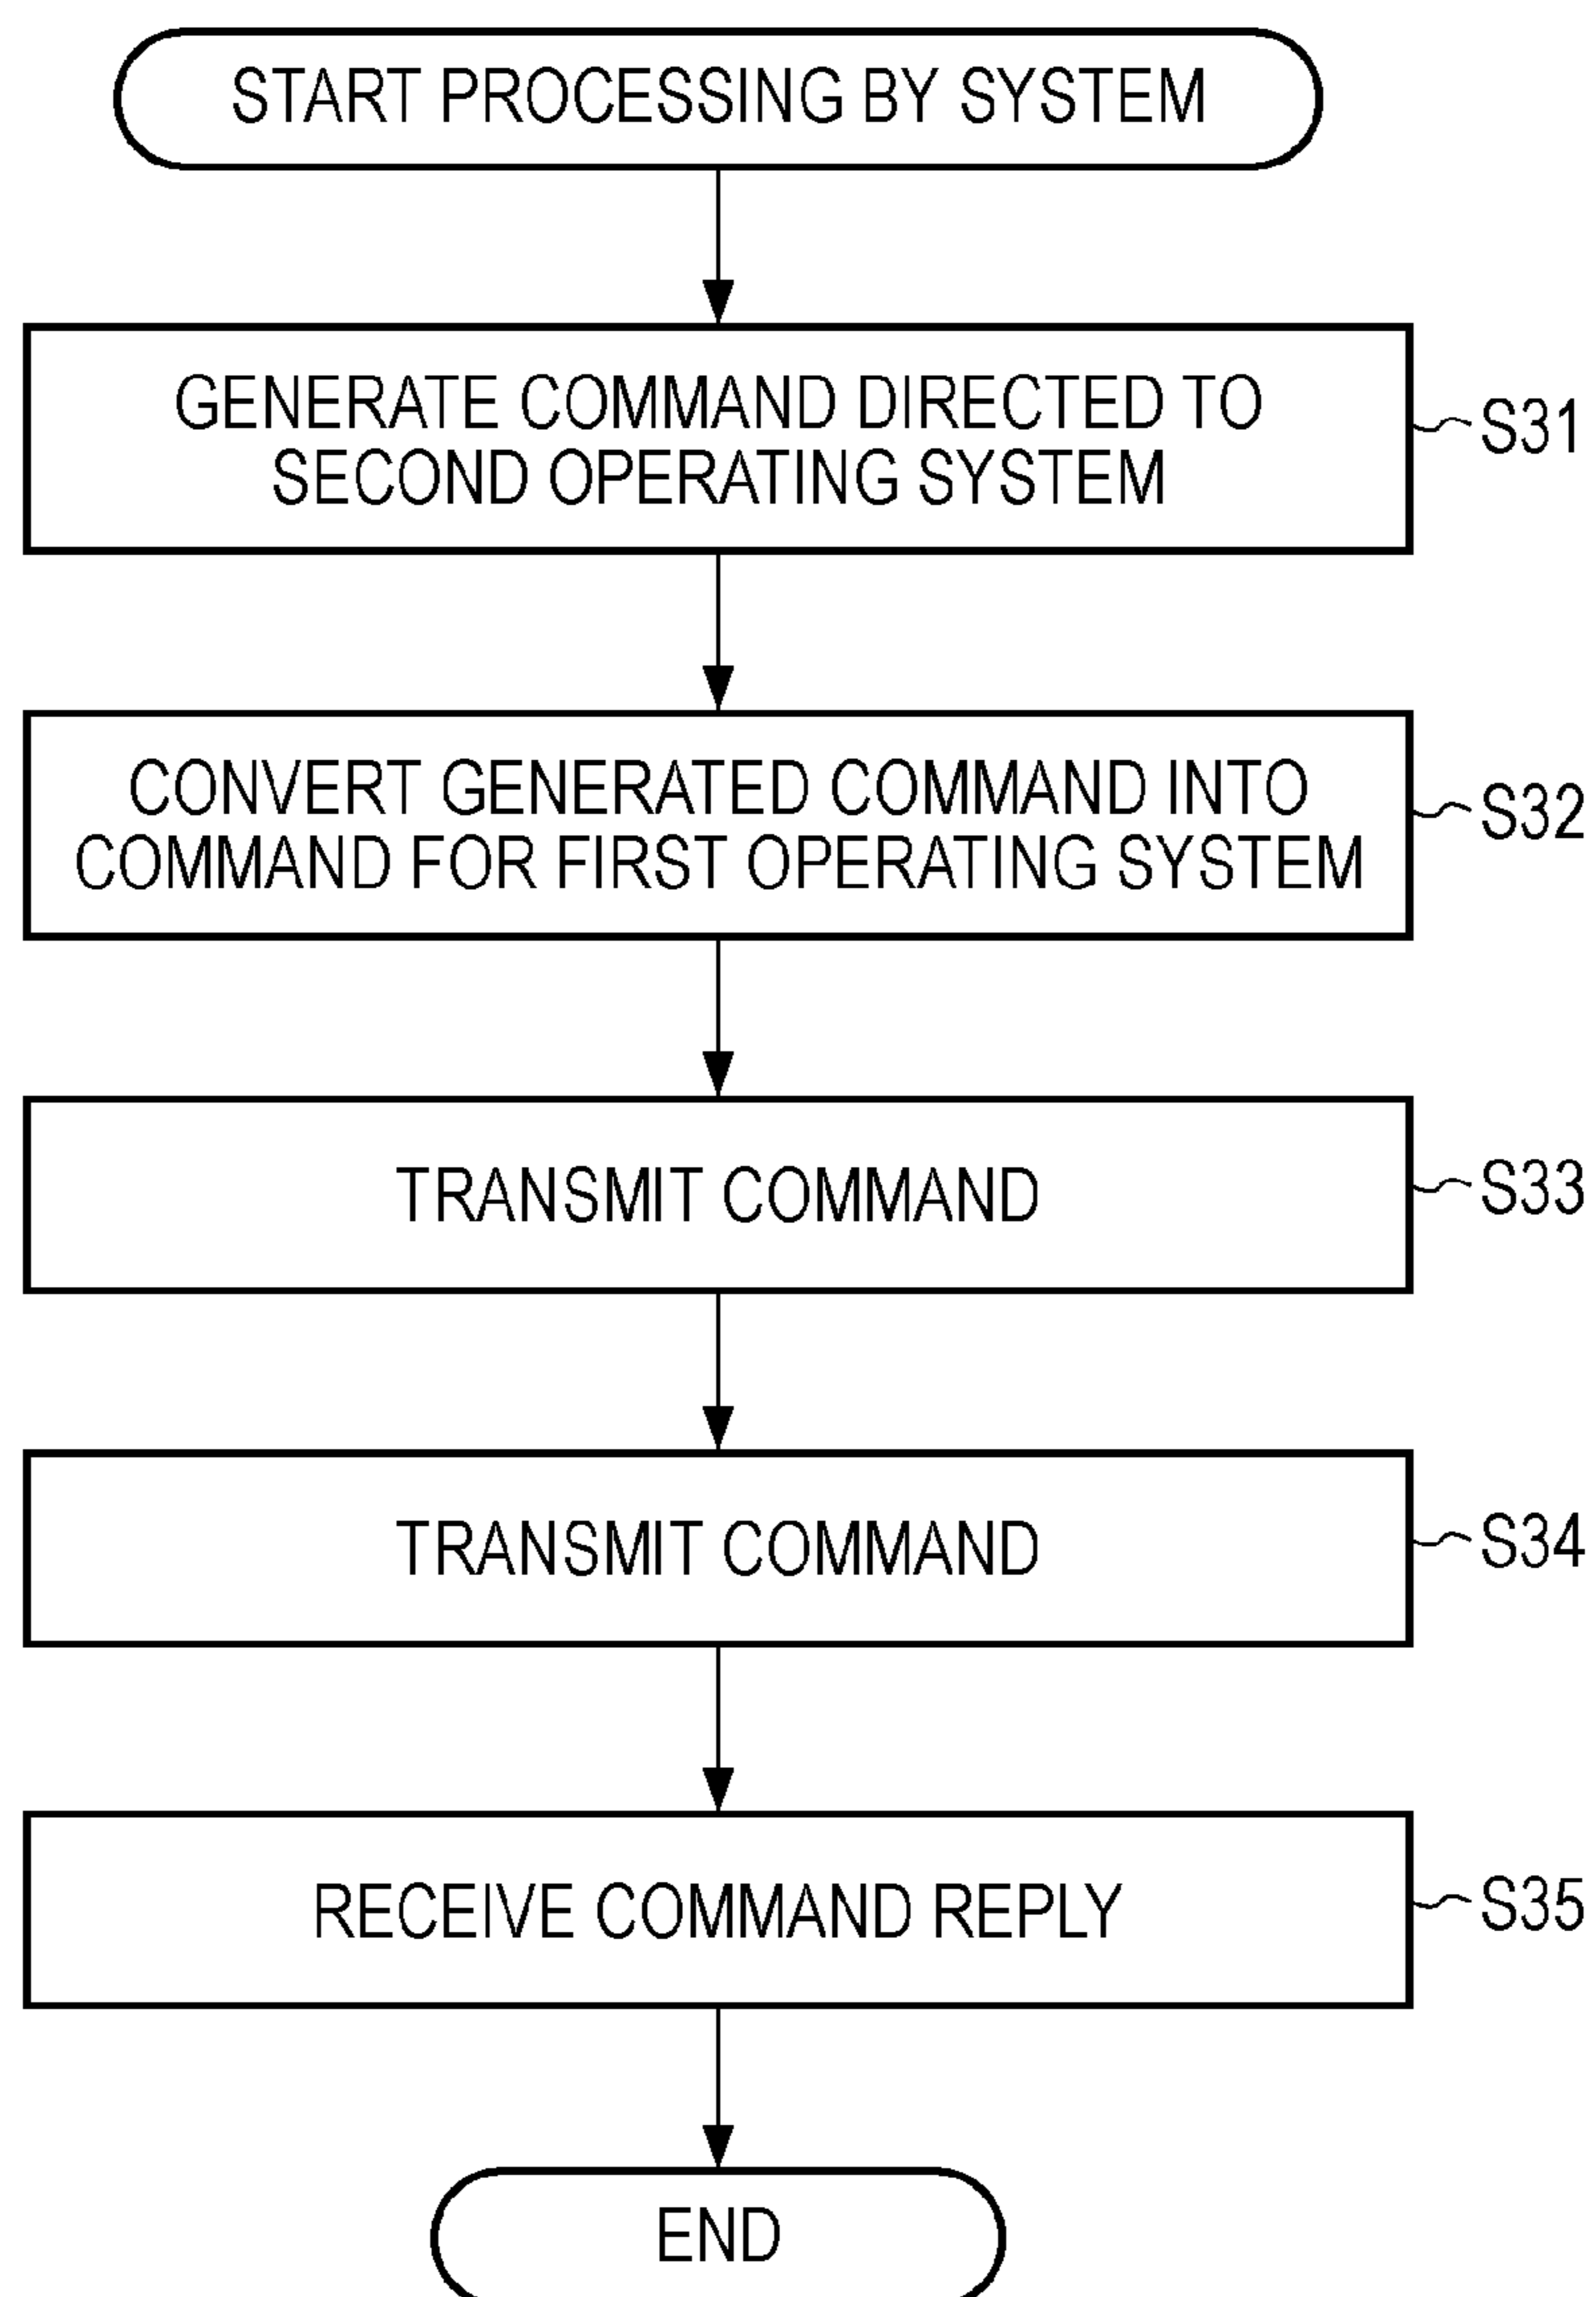 START PROCESSING BY SYSTEM
GENERATE COMMAND DIRECTED TO
SECOND OPERATING SYSTEM
S31
CONVERT GENERATED COMMAND INTO
COMMAND FOR FIRST OPERATING SYSTEM
S32
TRANSMIT COMMAND
S33
TRANSMIT COMMAND
S34
RECEIVE COMMAND REPLY
S35
END